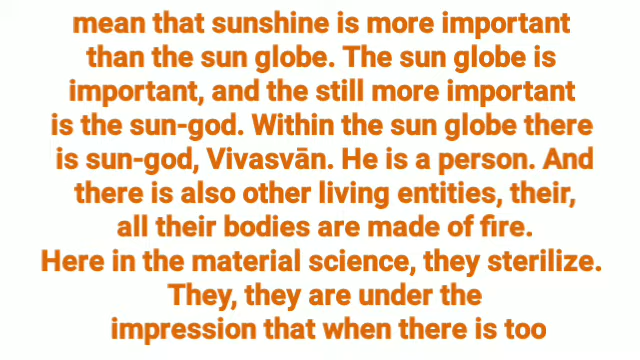 mean that sunshine is more important
than the sun globe. The sun globe is
important, and the still more important
is the sun-god. Within the sun globe there
is sun-god, Vivasvān. He is a person. And
there is also other living entities, their,
all their bodies are made of fire.
Here in the material science, they sterilize.
They, they are under the
impression that when there is too